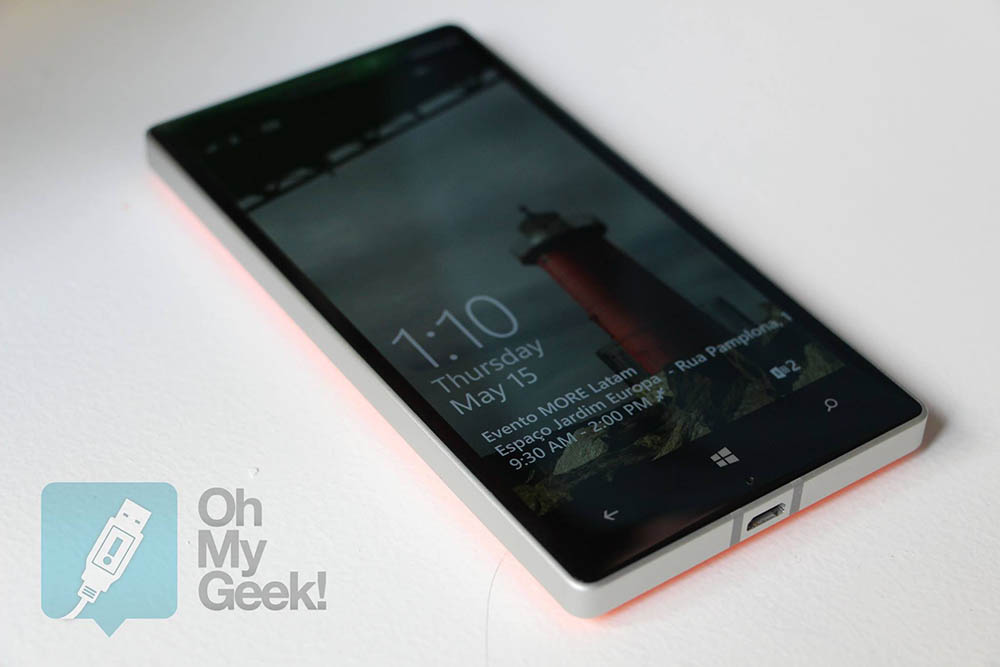 1:10
Thursday
May 15
Evento MORE Latam
Espaço Jardim Europa - Rua Pamplona, 1
9:30 AM - 2:00 PM
2
Oh
My
Geek!